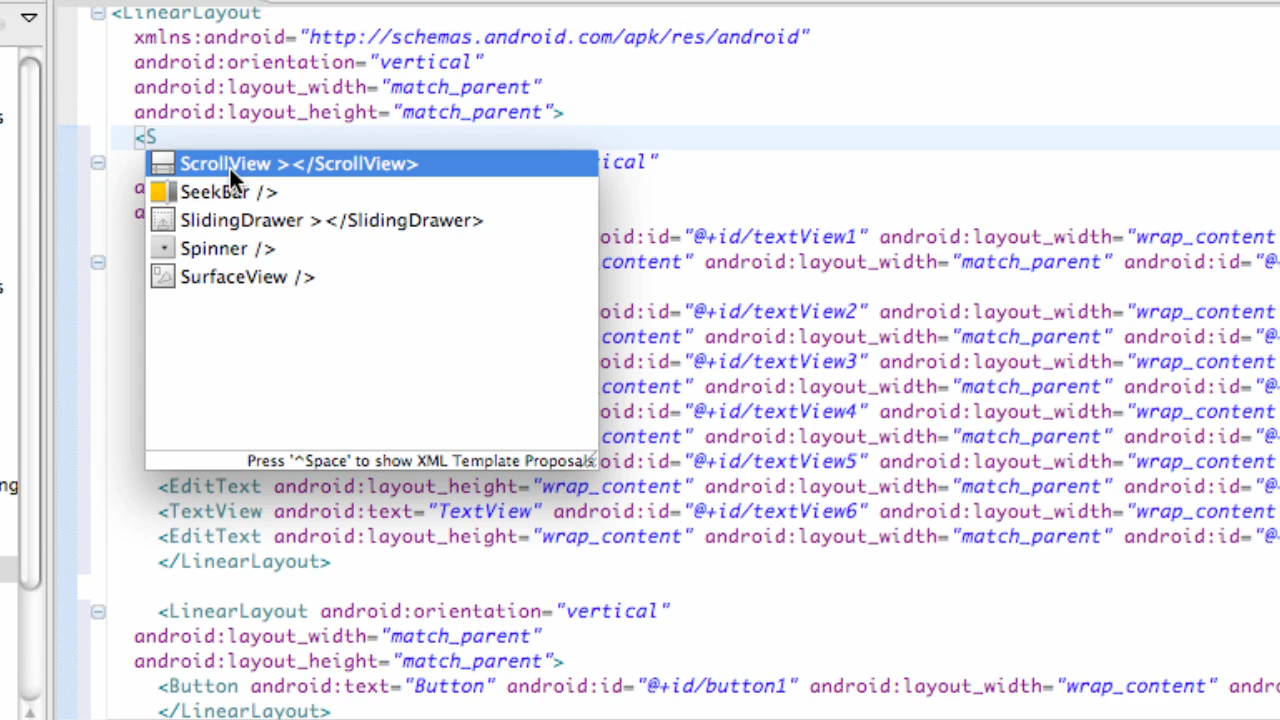 <LinearLayout
xmlns:android="http://schemas.android.com/apk/res/android"
android:orientation="vertical"
android:layout_width="match_parent"
android:layout_height="match_parent">
<S
ScrollView ></ScrollView>
ical"
SeekBar />
SlidingDrawer ></SlidingDrawer>
oid:id="@+id/textView1" android:layout_width="wrap_content
Spinner />
content" android:layout_width="match_parent" android:id="@+
SurfaceView />
oid:id="@+id/textView2" android:layout_width="wrap_content
content" android:layout_width="match_parent" android:id="@
oid:id="@+id/textView3" android:layout_width="wrap_content
content" android:layout_width="match_parent" android:id="@
oid:id="@+id/textView4" android:layout_width="wrap_content
content" android:layout_width="match_parent" android:id="@
Press '^Space' to show XML Template Proposals
oid:id="@+id/textView5" android:layout_width="wrap_content
ng
<EditText android:layout_height="wrap_content" android:layout_width="match_parent" android:id="@
<TextView android:text="TextView" android:id="@+id/textView6" android:layout_width="wrap_content
<EditText android:layout_height="wrap_content" android:layout_width="match_parent" android:id="@
</LinearLayout>
<LinearLayout android:orientation="vertical"
android:layout_width="match_parent"
android:layout_height="match_parent">
<Button android:text="Button" android:id="@+id/button1" android:layout_width="wrap_content" and
</LinearLayout>